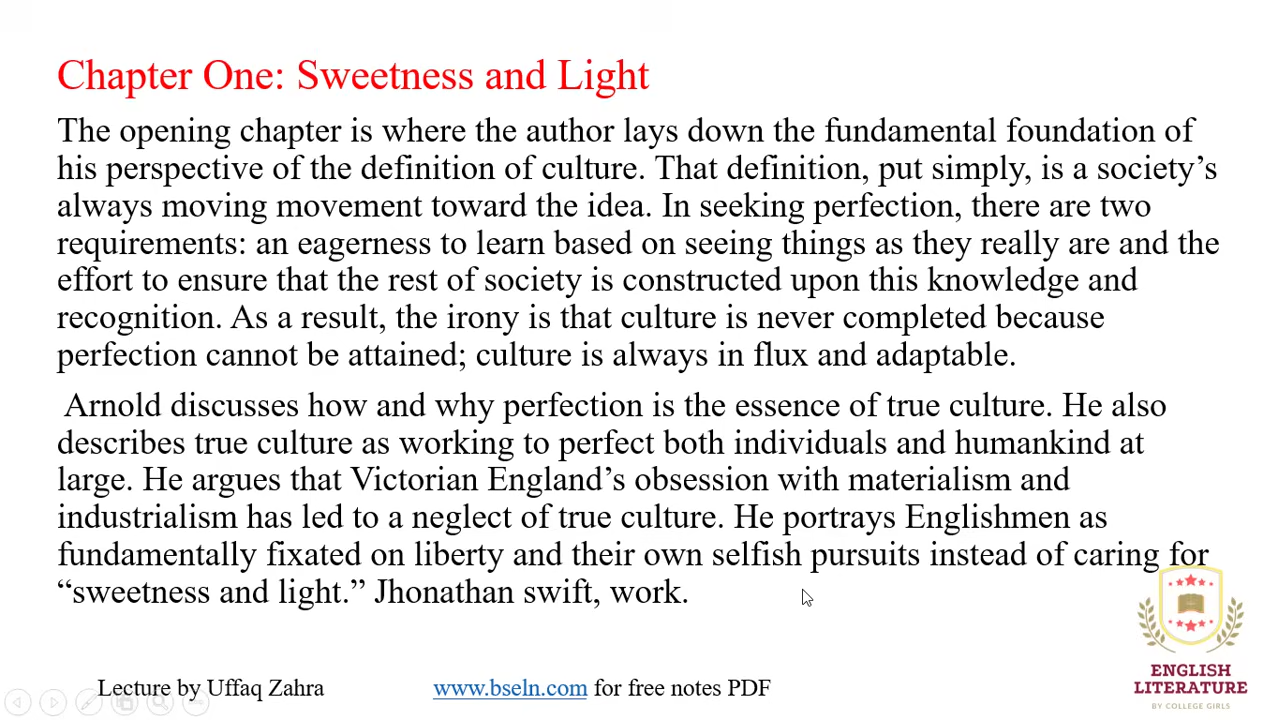 Chapter One: Sweetness and Light
The opening chapter is where the author lays down the fundamental foundation of
his perspective of the definition of culture. That definition, put simply, is a society’s
always moving movement toward the idea. In seeking perfection, there are two
requirements: an eagerness to learn based on seeing things as they really are and the
effort to ensure that the rest of society is constructed upon this knowledge and
recognition. As a result, the irony is that culture is never completed because
perfection cannot be attained; culture is always in flux and adaptable.
Arnold discusses how and why perfection is the essence of true culture. He also
describes true culture as working to perfect both individuals and humankind at
large. He argues that Victorian England’s obsession with materialism and
industrialism has led to a neglect of true culture. He portrays Englishmen as
fundamentally fixated on liberty and their own selfish pursuits instead of caring for
“sweetness and light.” Jhonathan swift, work.
Lecture by Uffaq Zahra
www.bseln.com for free notes PDF
ENGLISH
LITERATURE
BY COLLEGE GIRLS